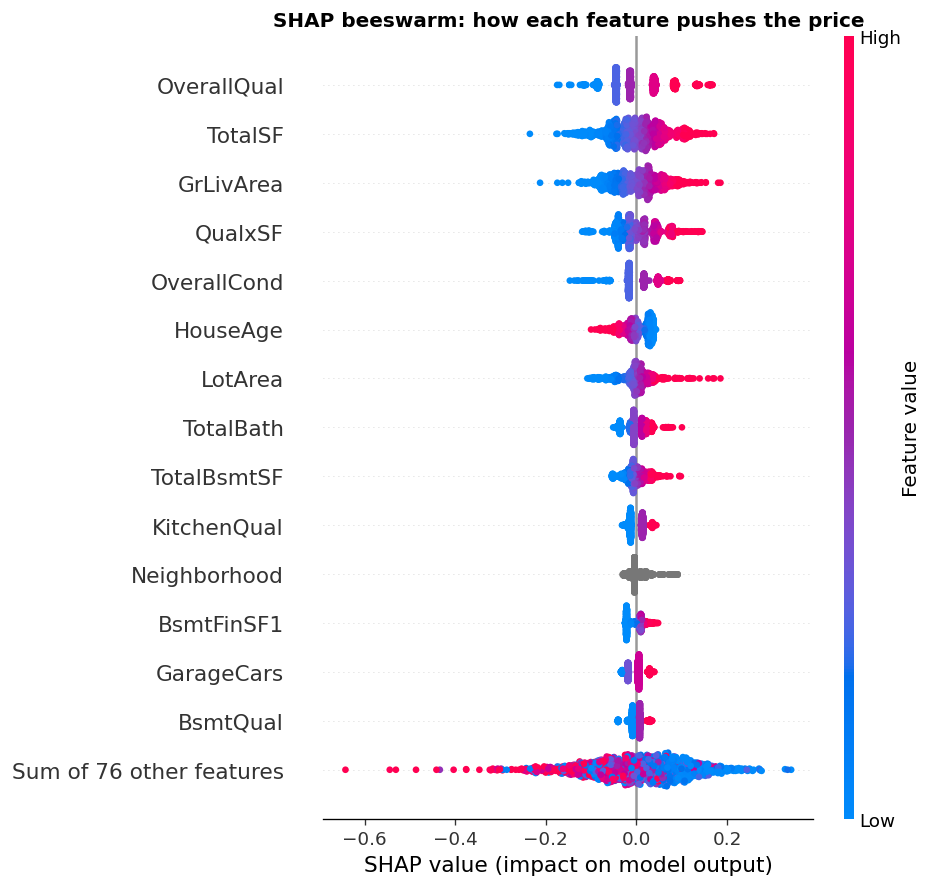 SHAP beeswarm: how each feature pushes the price
High
OverallQual
TotalSF
GrLivArea
QualxSF
OverallCond
HouseAge
LotArea
TotalBath
TotalBsmtSF
KitchenQual
Neighborhood
BsmtFinSF1
GarageCars
BsmtQual
Sum of 76 other features
Feature value
Low
−0.6 −0.4 −0.2 0.0 0.2
SHAP value (impact on model output)